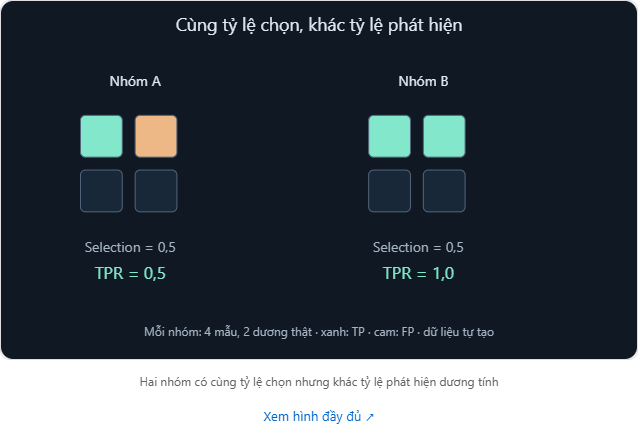 Cùng tỷ lệ chọn, khác tỷ lệ phát hiện
Nhóm A
Nhóm B
Selection = 0,5
TPR = 0,5
Selection = 0,5
TPR = 1,0
Mỗi nhóm: 4 mẫu, 2 dương thật · xanh: TP · cam: FP · dữ liệu tự tạo
Hai nhóm có cùng tỷ lệ chọn nhưng khác tỷ lệ phát hiện dương tính
Xem hình đầy đủ ↗